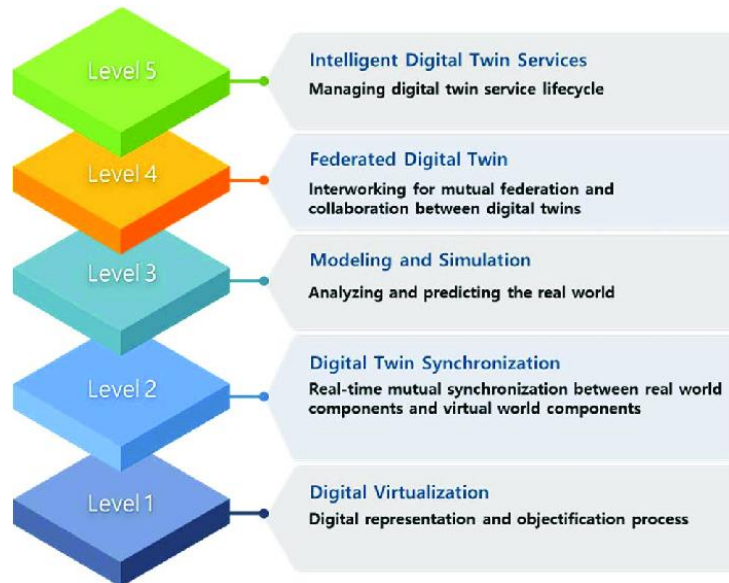 Level 5
Intelligent Digital Twin Services
Managing digital twin service lifecycle
Level 4
Federated Digital Twin
Interworking for mutual federation and
collaboration between digital twins
Level 3
Modeling and Simulation
Analyzing and predicting the real world
Level 2
Digital Twin Synchronization
Real-time mutual synchronization between real world
components and virtual world components
Level 1
Digital Virtualization
Digital representation and objectification process